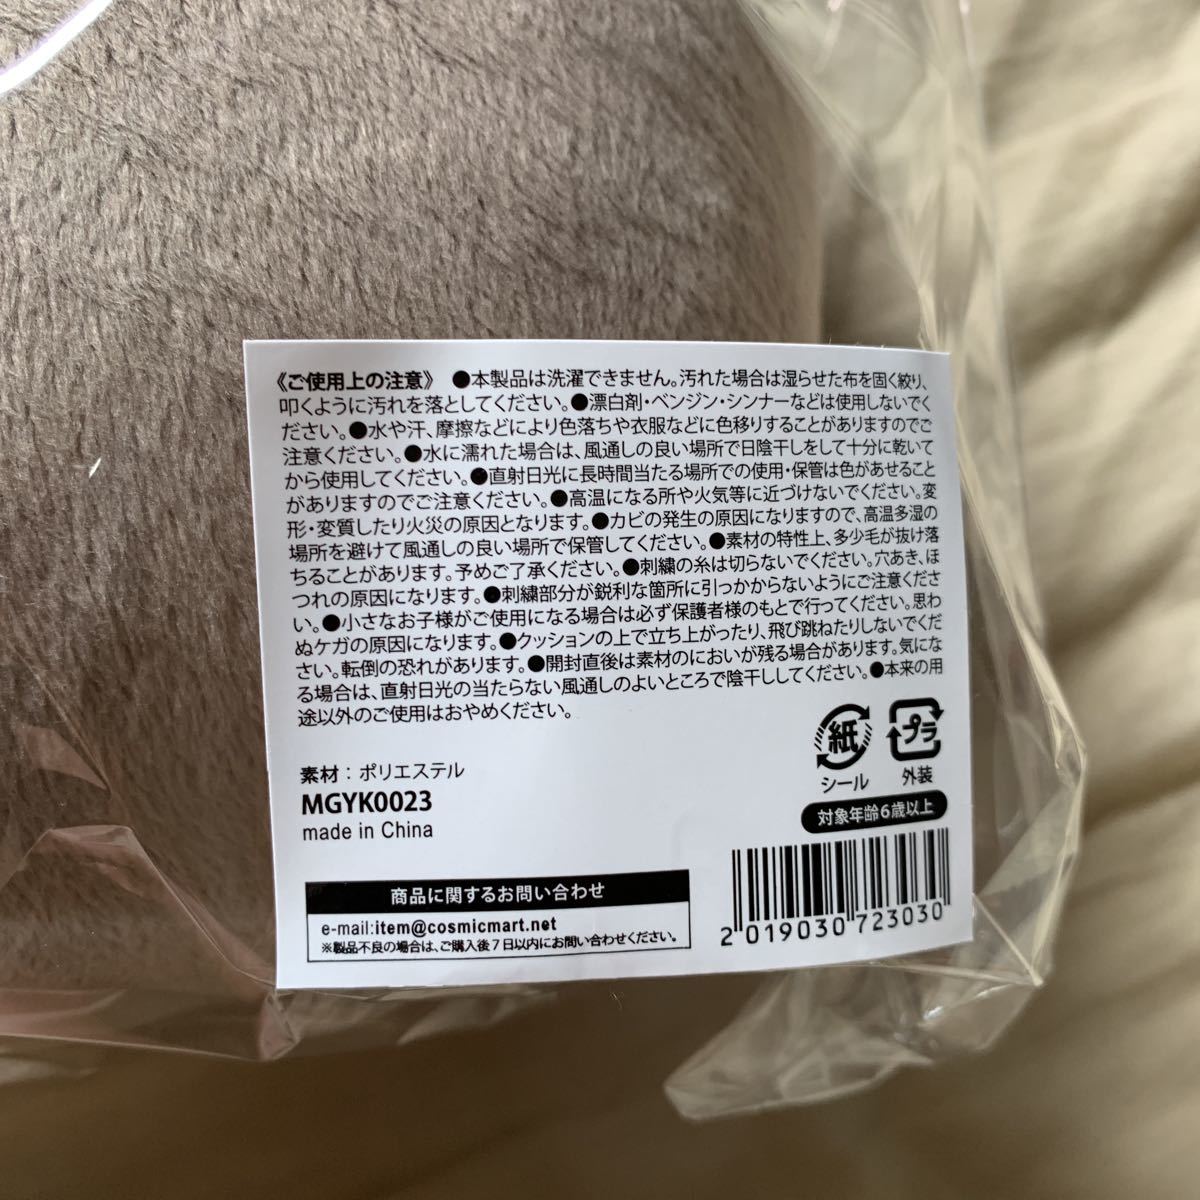 《ご使用上の注意》 ●本製品は洗濯できません。汚れた場合は湿らせた布を固く絞り、
叩くように汚れを落としてください。●漂白剤・ベンジン・シンナーなどは使用しないでく
ださい。●水や汗、摩擦などにより色落ちや衣服などに色移りすることがありますのでご
注意ください。●水に濡れた場合は、風通しの良い場所で日陰干しをして十分に乾いて
から使用してください。●直射日光に長時間当たる場所での使用・保管は色があせること
がありますのでご注意ください。●高温になる所や火気等に近づけないでください。変
形・変質したり火災の原因となります。●カビの発生の原因になりますので、高温多湿の
場所を避けて風通しの良い場所で保管してください。●素材の特性上、多少毛が抜け落
ちることがあります。予めご了承ください。●刺繍の糸は切らないでください。穴あき、ほ
つれの原因になります。●刺繍部分が鋭利な箇所に引っかからないようにご注意くださ
い。●小さなお子様がご使用になる場合は必ず保護者様のもとで行ってください。思わ
ぬケガの原因になります。●クッションの上で立ち上がったり、飛び跳ねたりしないでくだ
さい。転倒の恐れがあります。●開封直後は素材のにおいが残る場合があります。気にな
る場合は、直射日光の当たらない風通しのよいところで陰干ししてください。●本来の用
途以外のご使用はおやめください。
紙
シール
プラ
外装
素材：ポリエステル
MGYK0023
made in China
対象年齢6歳以上
商品に関するお問い合わせ
e-mail:item@cosmicmart.net
※製品不良の場合は、ご購入後7日以内にお問い合わせください。
2 019030 723030